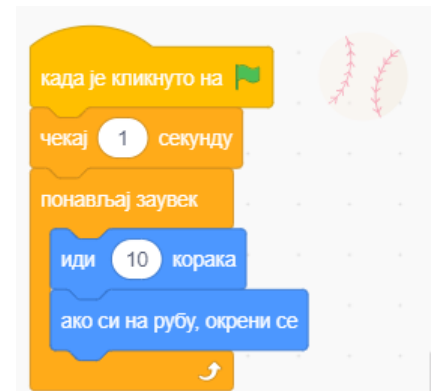 када је кликнуто на
чекај 1 секунду
понављај заувек
иди 10 корака
ако си на рубу, окрени се